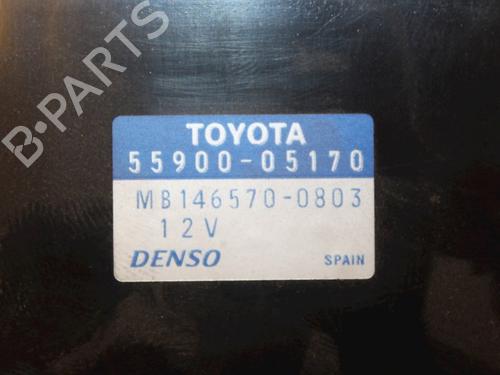 B-PARTS
TOYOTA
55900-05170
MB146570-0803
12V
DENSO SPAIN